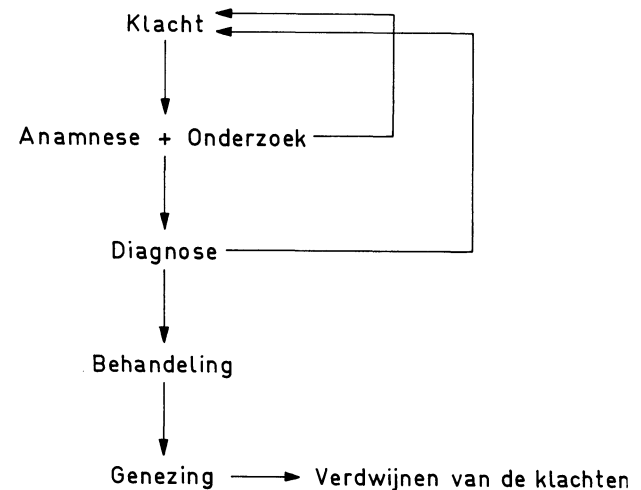 Klacht
Anamnese + Onderzoek
Diagnose
Behandeling
Genezing
Verdwijnen van de klachten